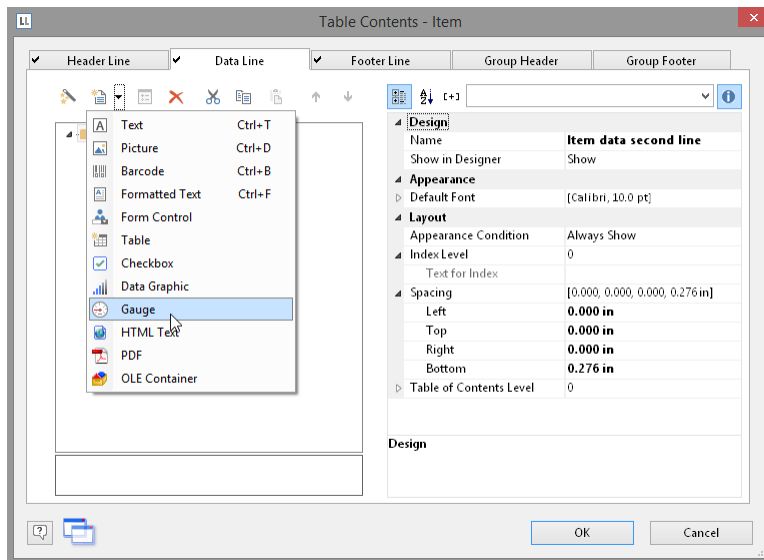 LL Table Contents - Item
Header Line Data Line Footer Line Group Header Group Footer
Text Ctrl+T
Picture Ctrl+D
Barcode Ctrl+B
Formatted Text Ctrl+F
Form Control
Table
Checkbox
Data Graphic
Gauge
HTML Text
PDF
OLE Container
Design
Name Item data second line
Show in Designer Show
Appearance
Default Font [Calibri, 10.0 pt]
Layout
Appearance Condition Always Show
Index Level 0
Text for Index
Spacing [0.000, 0.000, 0.000, 0.276 in]
Left 0.000 in
Top 0.000 in
Right 0.000 in
Bottom 0.276 in
Table of Contents Level 0
Design
OK Cancel